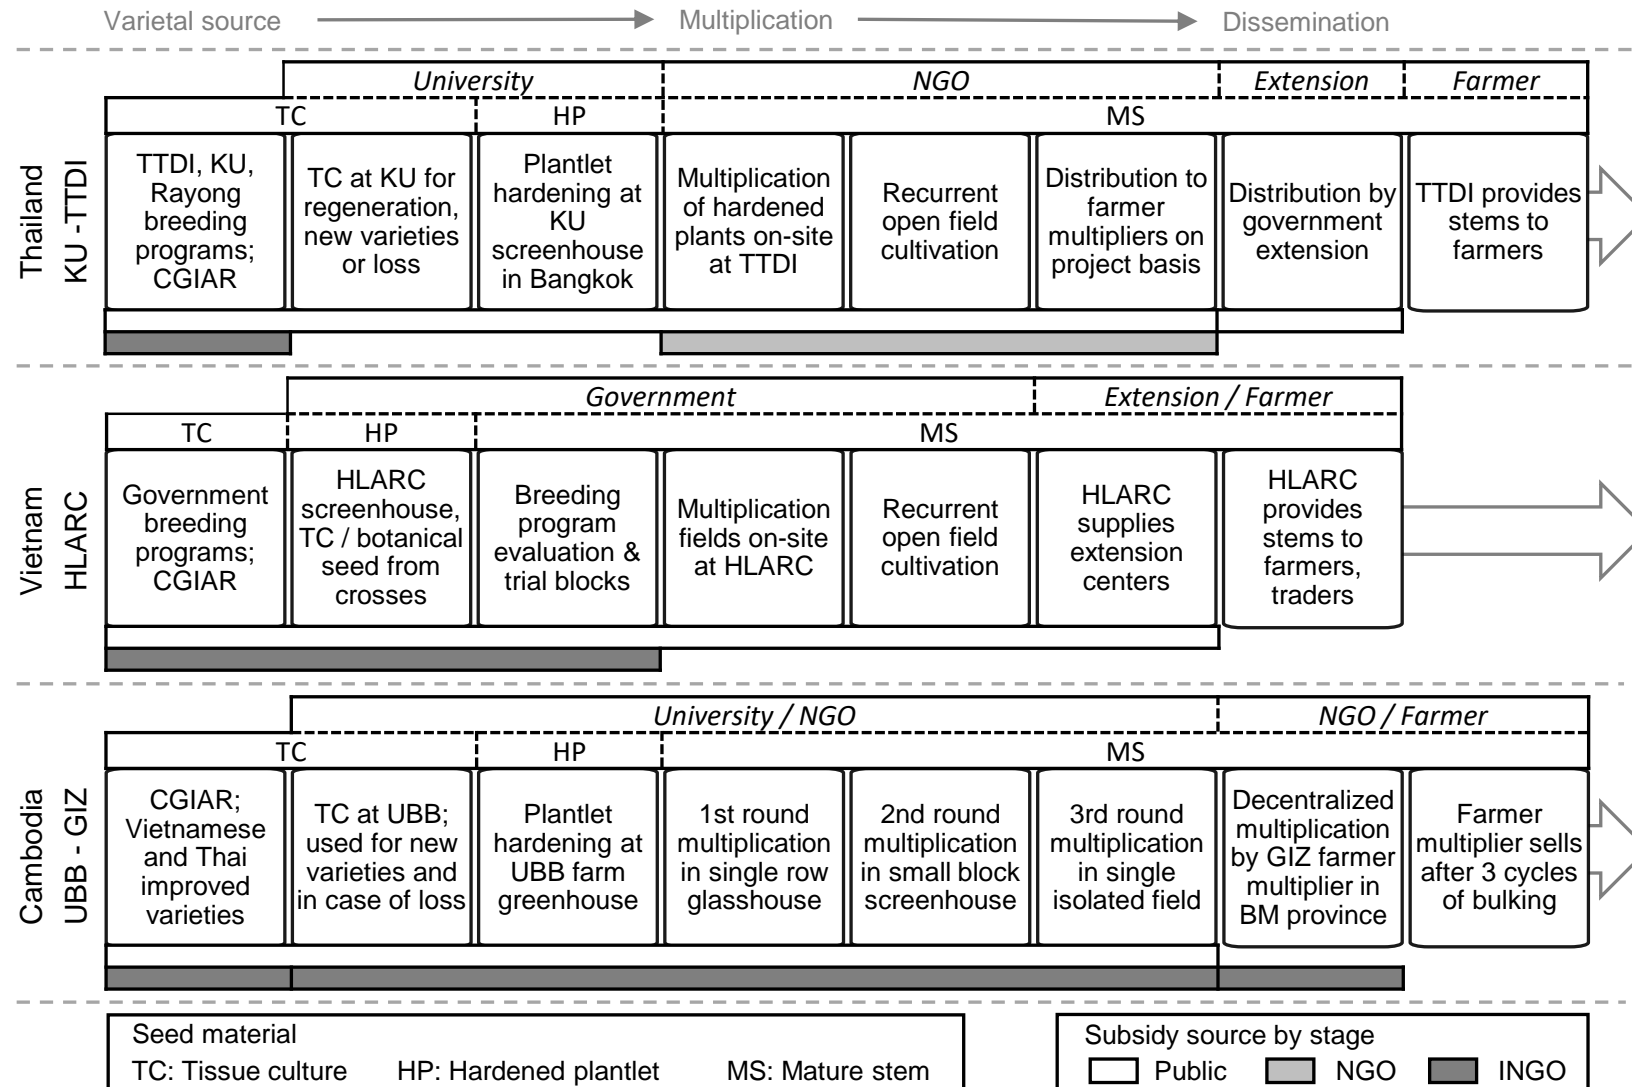 Varietal source
Multiplication
Dissemination
Thailand
KU -TTDI
University
NGO
Extension
Farmer
TC
HP
MS
TTDI, KU,
Rayong
breeding
programs;
CGIAR
TC at KU for
regeneration,
new varieties
or loss
Plantlet
hardening at
KU
screenhouse
in Bangkok
Multiplication
of hardened
plants on-site
at TTDI
Recurrent
open field
cultivation
Distribution to
farmer
multipliers on
project basis
Distribution by
government
extension
TTDI provides
stems to
farmers
Vietnam
HLARC
Government
Extension / Farmer
TC
HP
MS
Government
breeding
programs;
CGIAR
HLARC
screenhouse,
TC / botanical
seed from
crosses
Breeding
program
evaluation &
trial blocks
Multiplication
fields on-site
at HLARC
Recurrent
open field
cultivation
HLARC
supplies
extension
centers
HLARC
provides
stems to
farmers,
traders
Cambodia
UBB - GIZ
University / NGO
NGO / Farmer
TC
HP
MS
CGIAR;
Vietnamese
and Thai
improved
varieties
TC at UBB;
used for new
varieties and
in case of loss
Plantlet
hardening at
UBB farm
greenhouse
1st round
multiplication
in single row
glasshouse
2nd round
multiplication
in small block
screenhouse
3rd round
multiplication
in single
isolated field
Decentralized
multiplication
by GIZ farmer
multiplier in
BM province
Farmer
multiplier sells
after 3 cycles
of bulking
Seed material
TC: Tissue culture
HP: Hardened plantlet
MS: Mature stem
Subsidy source by stage
Public
NGO
INGO